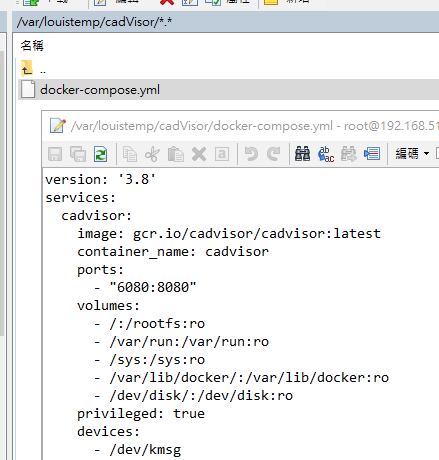 /var/louistemp/cadVisor/*.*
名稱
..
docker-compose.yml
/var/louistemp/cadVisor/docker-compose.yml - root@192.168.51
編碼
version: '3.8'
services:
  cadvisor:
    image: gcr.io/cadvisor/cadvisor:latest
    container_name: cadvisor
    ports:
      - "6080:8080"
    volumes:
      - /:/rootfs:ro
      - /var/run:/var/run:ro
      - /sys:/sys:ro
      - /var/lib/docker/:/var/lib/docker:ro
      - /dev/disk/:/dev/disk:ro
    privileged: true
    devices:
      - /dev/kmsg